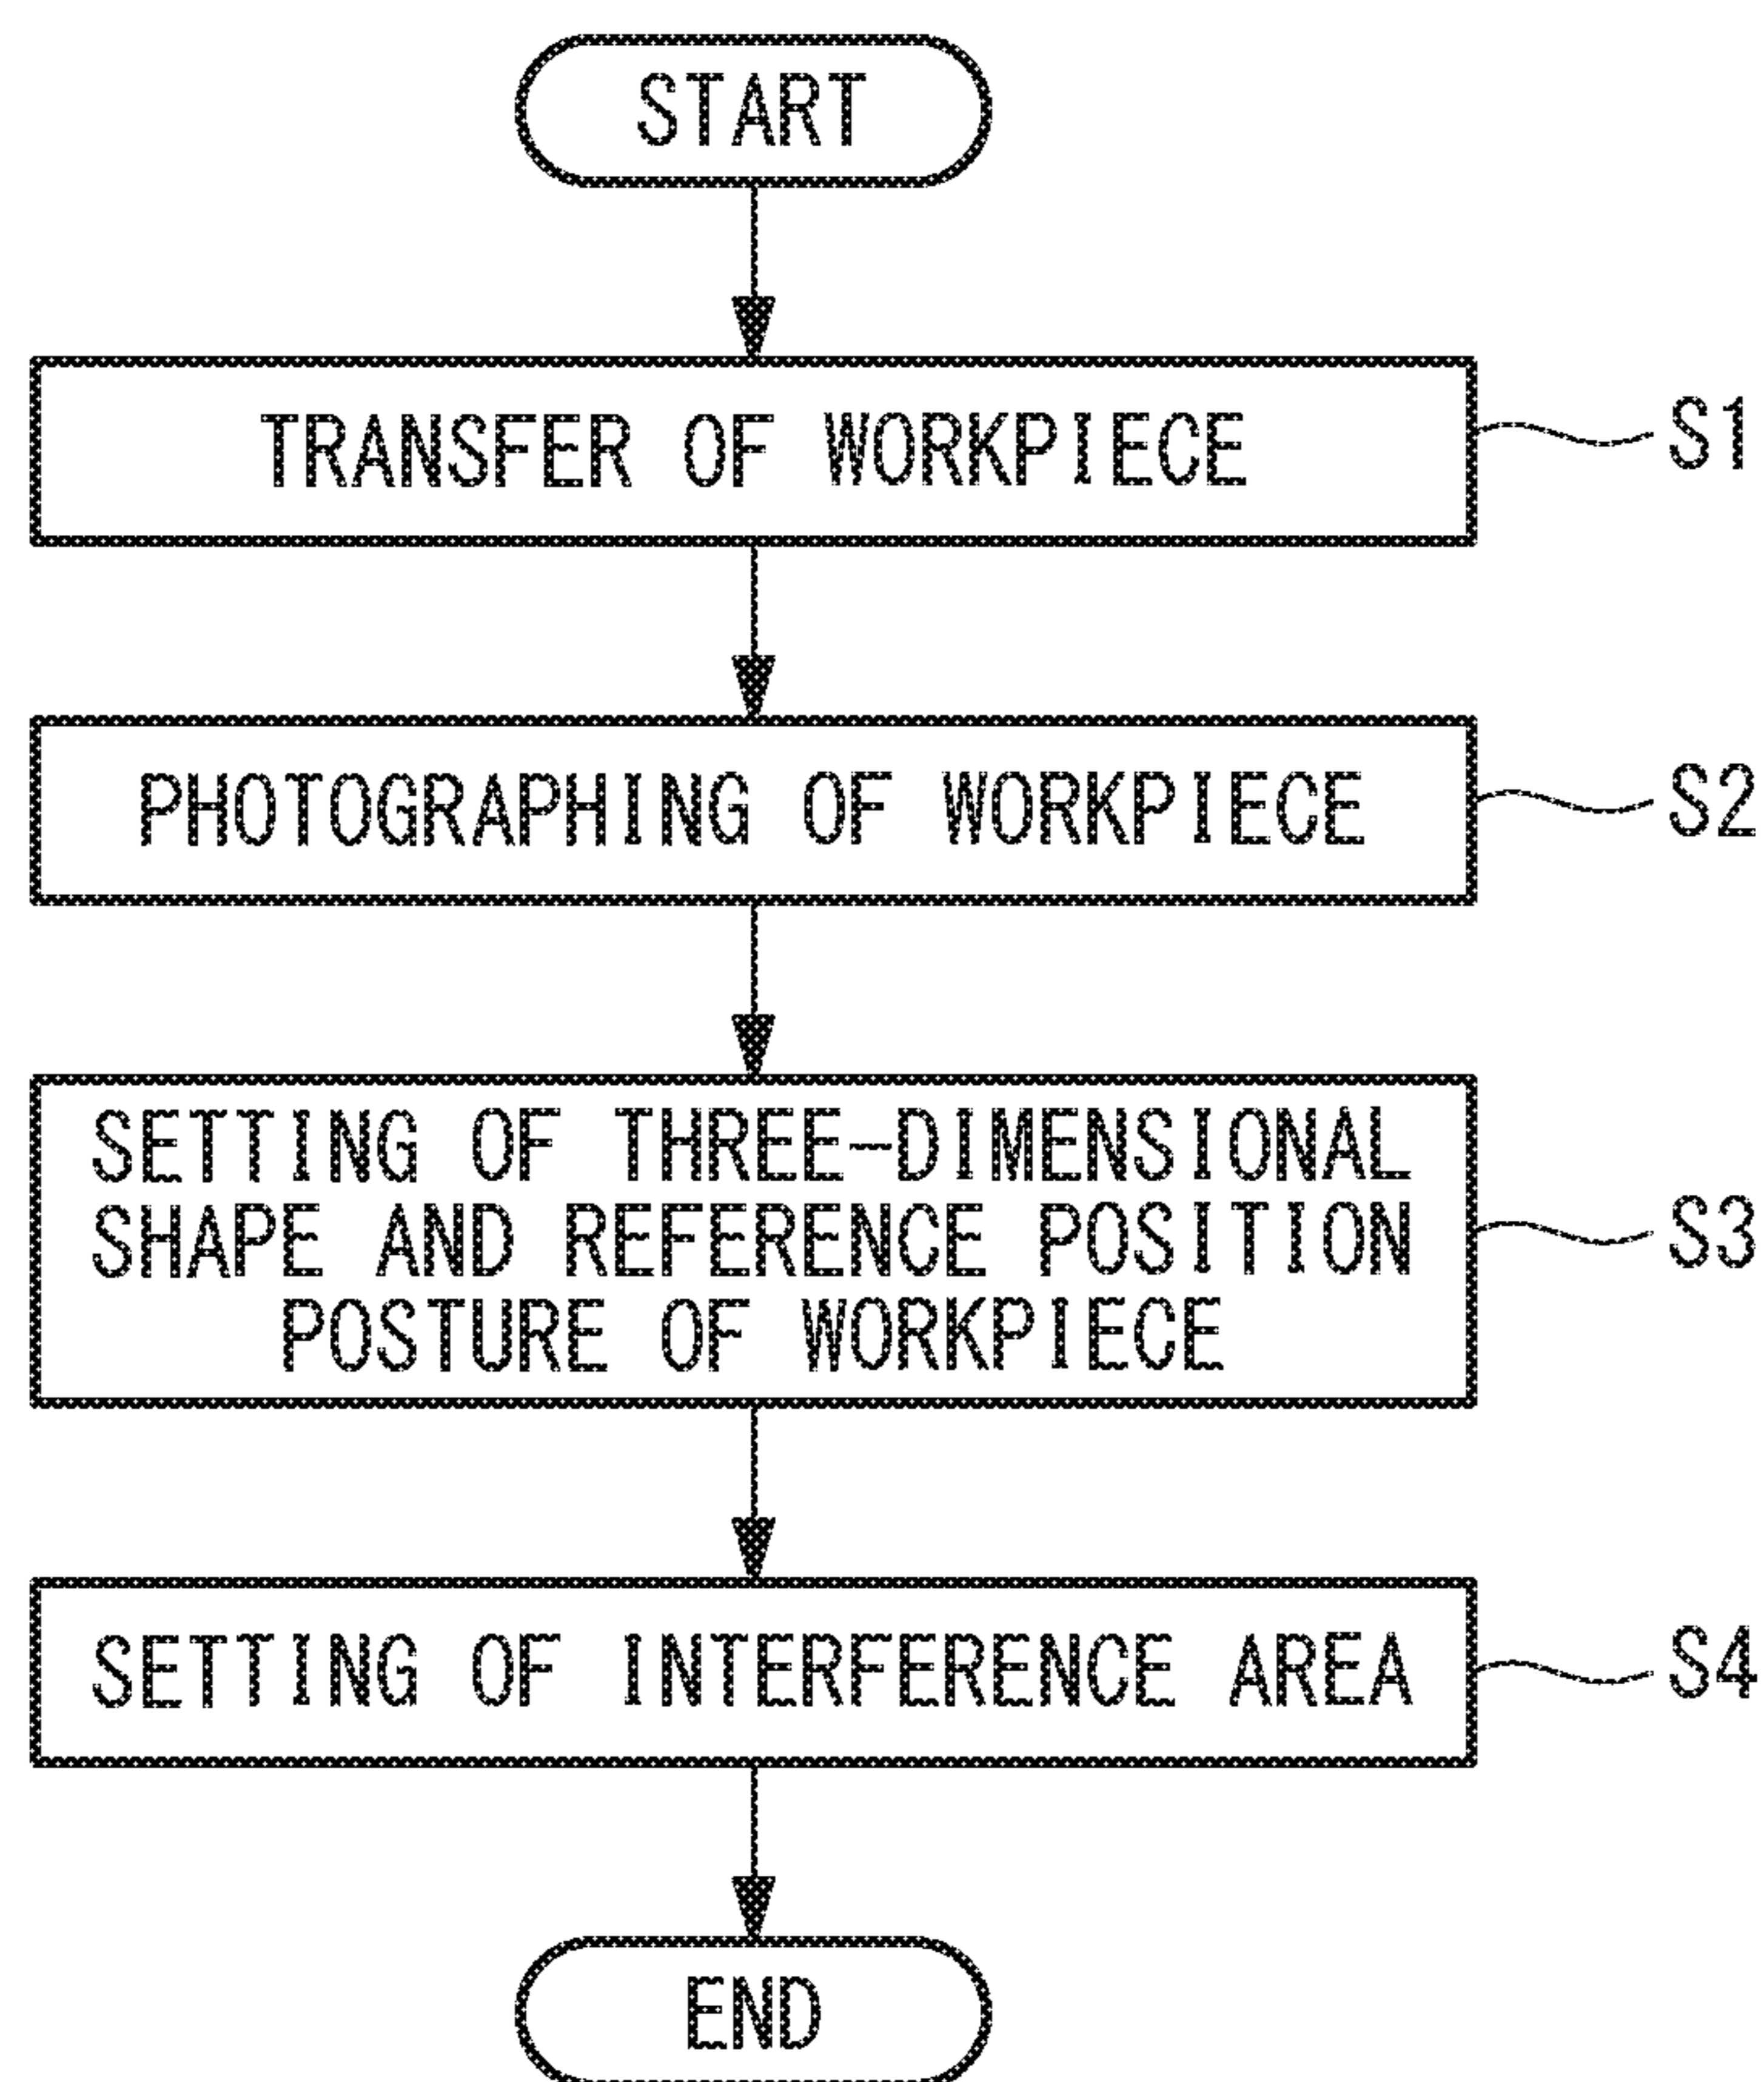 START
TRANSFER OF WORKPIECE
S1
PHOTOGRAPHING OF WORKPIECE
S2
SETTING OF THREE-DIMENSIONAL
SHAPE AND REFERENCE POSITION
POSTURE OF WORKPIECE
S3
SETTING OF INTERFERENCE AREA
S4
END